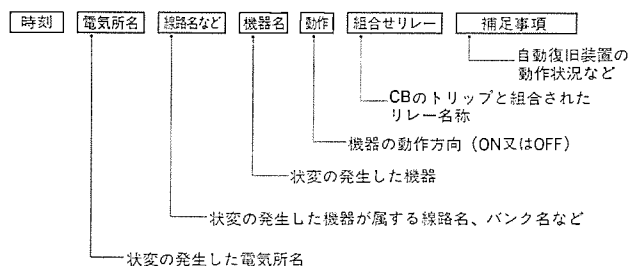 時刻 電気所名 線路名など 機器名 動作 組合せリレー 補足事項
自動復旧装置の
動作状況など
CBのトリップと組合された
リレー名称
機器の動作方向（ON又はOFF）
状変の発生した機器
状変の発生した機器が属する線路名、バンク名など
状変の発生した電気所名